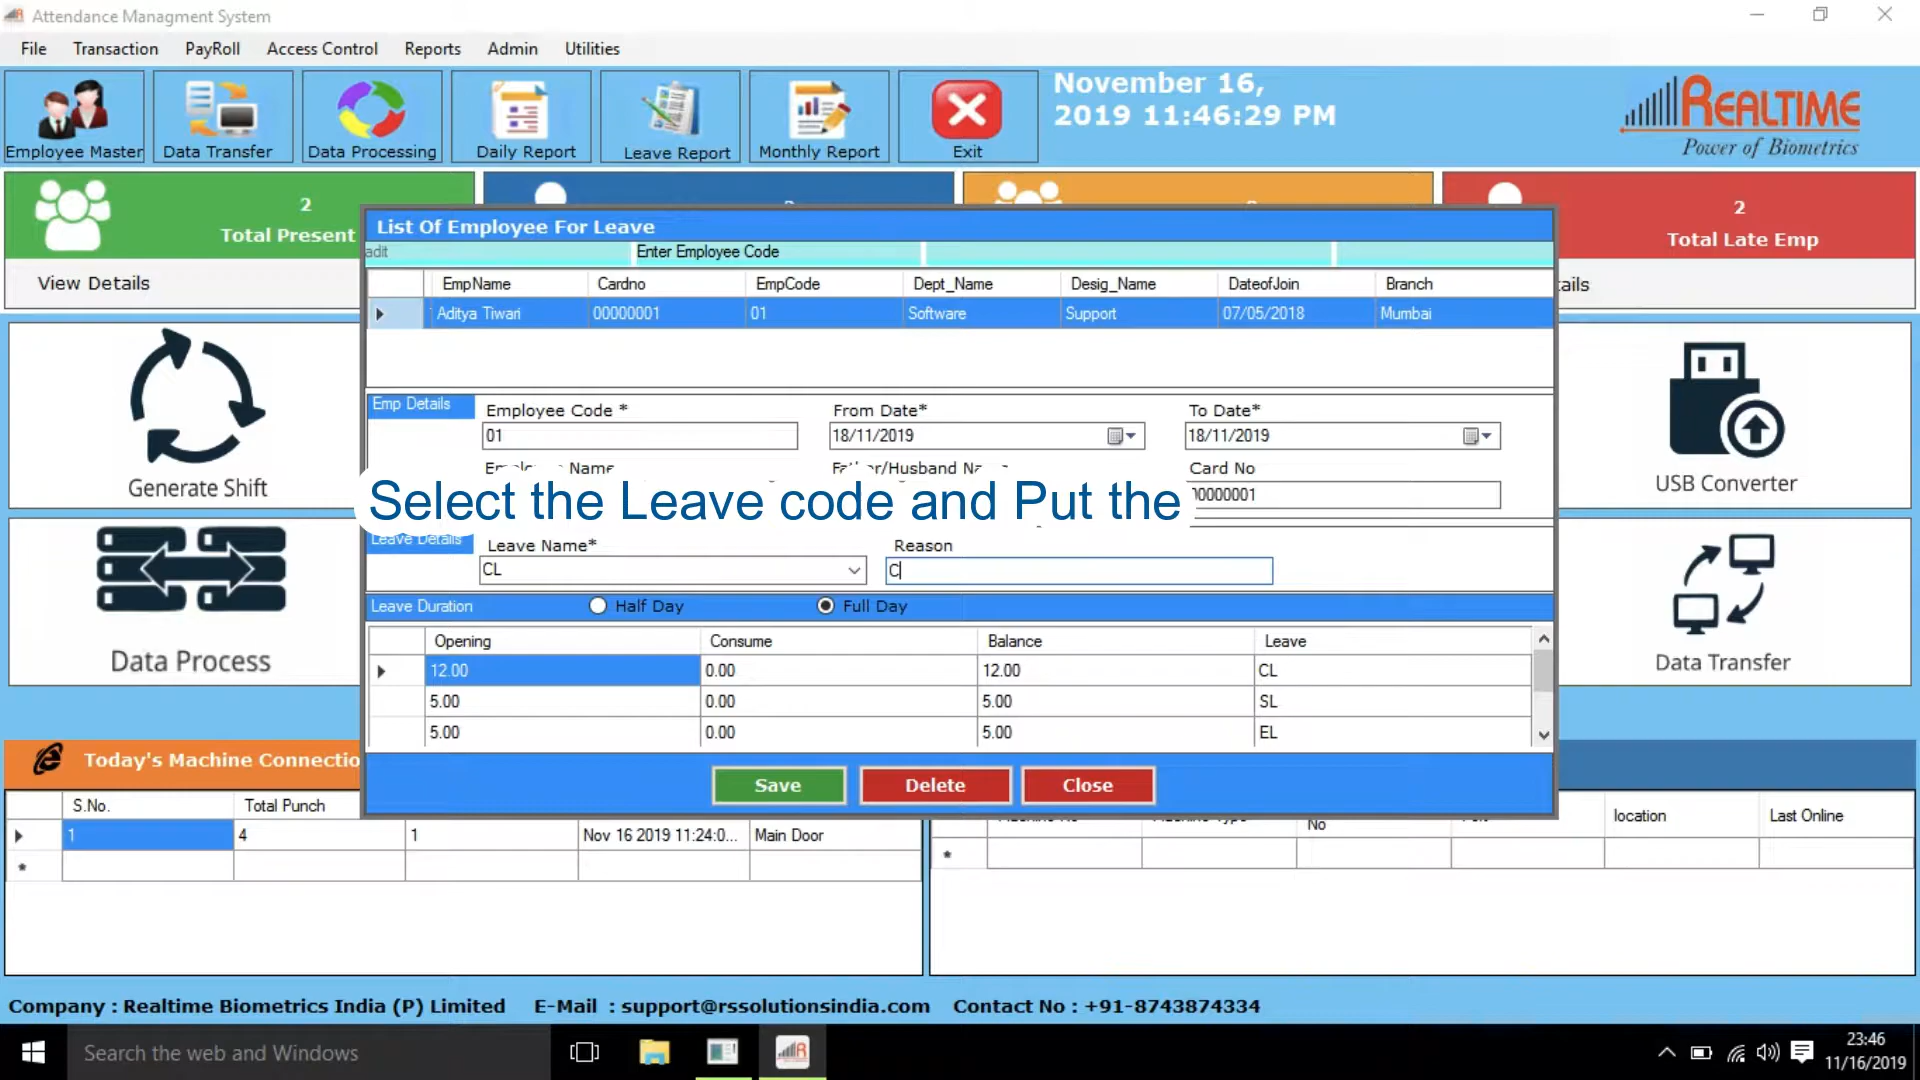 Attendance Managment System
File Transaction PayRoll Access Control Reports Admin Utilities
Employee Master
Data Transfer
Data Processing
Daily Report
Leave Report
Monthly Report
Exit
November 16,
2019 11:46:29 PM
REALTIME
Power of Biometrics
2
Total Present
View Details
2
Total Late Emp
ails
List Of Employee For Leave
adit Enter Employee Code
EmpName Cardno EmpCode Dept_Name Desig_Name DateofJoin Branch
Aditya Tiwari 00000001 01 Software Support 07/05/2018 Mumbai
Emp Details
Employee Code * From Date* To Date*
01 18/11/2019 18/11/2019
Card No
00000001
Select the Leave code and Put the
Leave Details
Leave Name* Reason
CL C
Leave Duration Half Day Full Day
Opening Consume Balance Leave
12.00 0.00 12.00 CL
5.00 0.00 5.00 SL
5.00 0.00 5.00 EL
Save Delete Close
Generate Shift
Data Process
USB Converter
Data Transfer
Today's Machine Connectio
S.No. Total Punch
1 4 1 Nov 16 2019 11:24:0... Main Door
*
No location Last Online
*
Company : Realtime Biometrics India (P) Limited E-Mail : support@rssolutionsindia.com Contact No : +91-8743874334
Search the web and Windows
23:46
11/16/2019